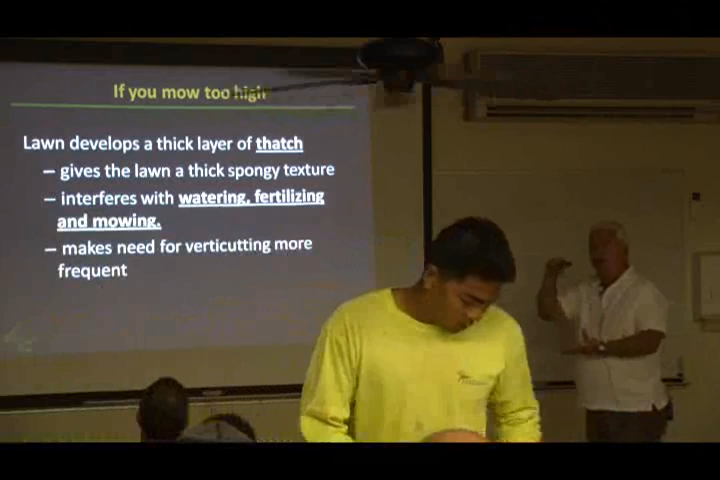 If you mow too high
Lawn develops a thick layer of thatch
– gives the lawn a thick spongy texture
– interferes with watering, fertilizing
and mowing.
– makes need for verticutting more
frequent